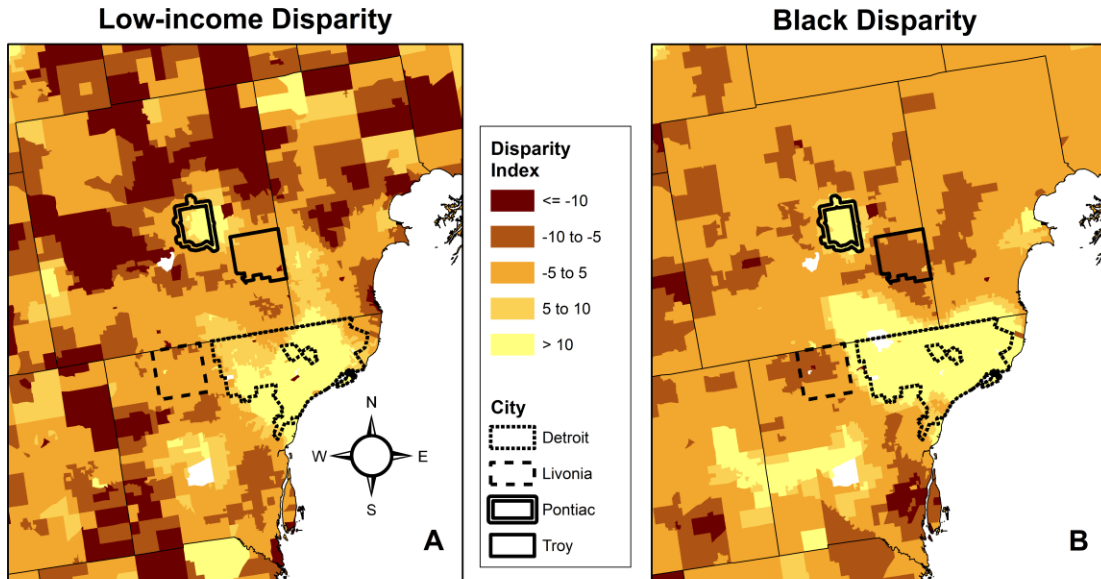 Low-income Disparity
Black Disparity
Disparity
Index
<= -10
-10 to -5
-5 to 5
5 to 10
> 10
City
Detroit
Livonia
Pontiac
Troy
N
W
E
S
A
B